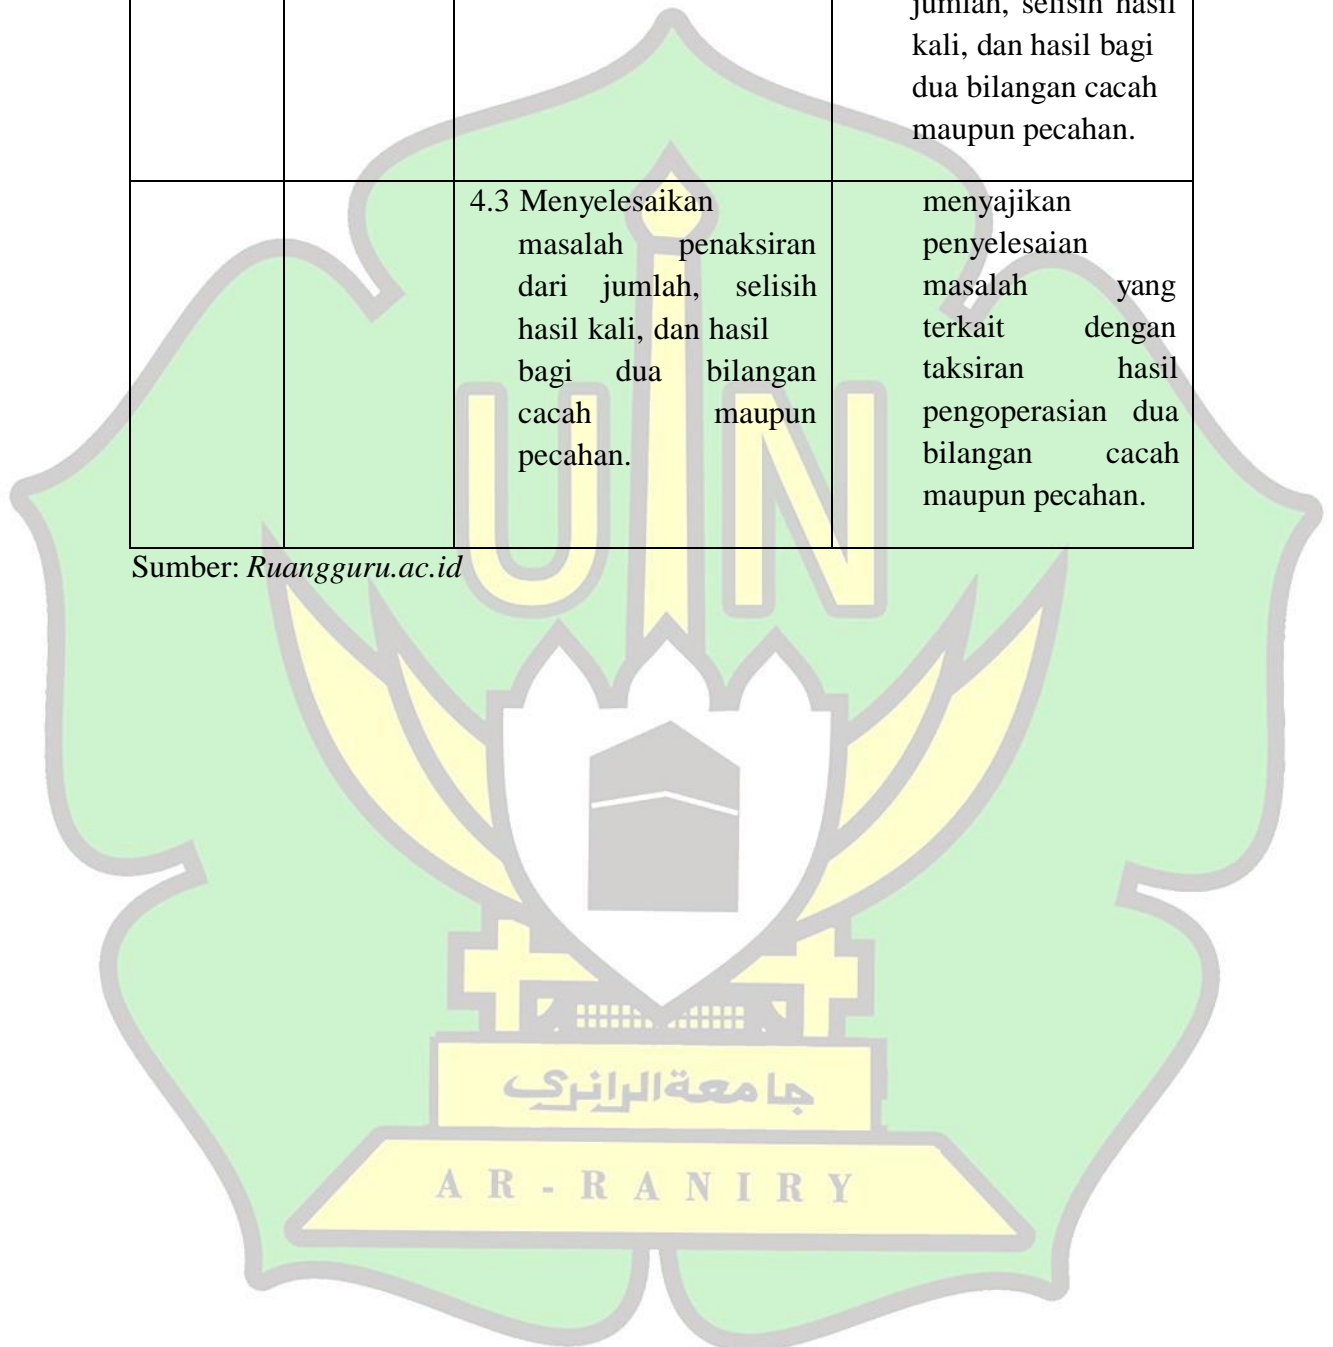 jumlah, selisih hasil
kali, dan hasil bagi
dua bilangan cacah
maupun pecahan.
4.3 Menyelesaikan
masalah penaksiran
dari jumlah, selisih
hasil kali, dan hasil
bagi dua bilangan
cacah maupun
pecahan.
menyajikan
penyelesaian
masalah yang
terkait dengan
taksiran hasil
pengoperasian dua
bilangan cacah
maupun pecahan.
Sumber: Ruangguru.ac.id
UIN
جامعة الرانري
AR-RANIRY